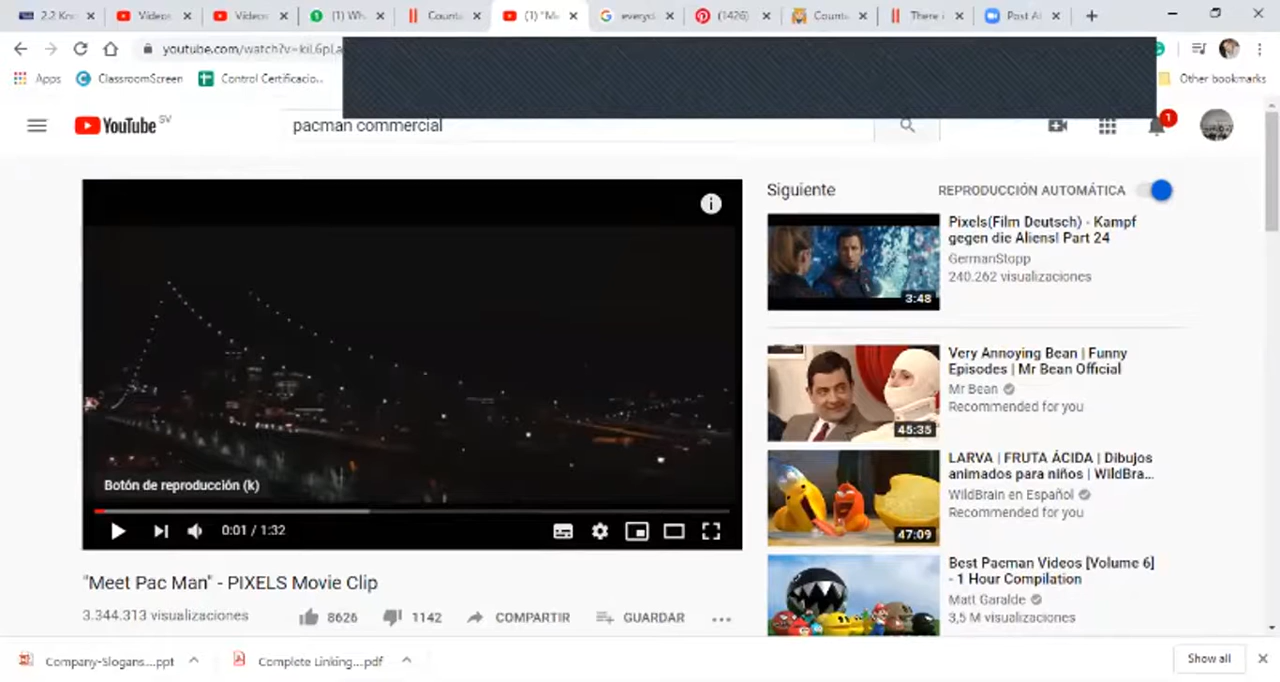 2.2 Kn
Videos
Videos
(1) Wh
Counta
(1) "Me
everyd
(1426)
Counta
There i
Post Al
youtube.com/watch?v=kiL6pLa
Apps
ClassroomScreen
Control Certificacio...
Other bookmarks
YouTube SV
pacman commercial
1
Botón de reproducción (k)
0:01 / 1:32
"Meet Pac Man" - PIXELS Movie Clip
3.344.313 visualizaciones
8626
1142
COMPARTIR
GUARDAR
Siguiente
REPRODUCCIÓN AUTOMÁTICA
3:48
Pixels(Film Deutsch) - Kampf
gegen die Aliens! Part 24
GermanStopp
240.262 visualizaciones
45:35
Very Annoying Bean | Funny
Episodes | Mr Bean Official
Mr Bean
Recommended for you
47:09
LARVA | FRUTA ÁCIDA | Dibujos
animados para niños | WildBra...
WildBrain en Español
Recommended for you
Best Pacman Videos [Volume 6]
- 1 Hour Compilation
Matt Garalde
3,5 M visualizaciones
Company-Slogans....ppt
Complete Linking....pdf
Show all